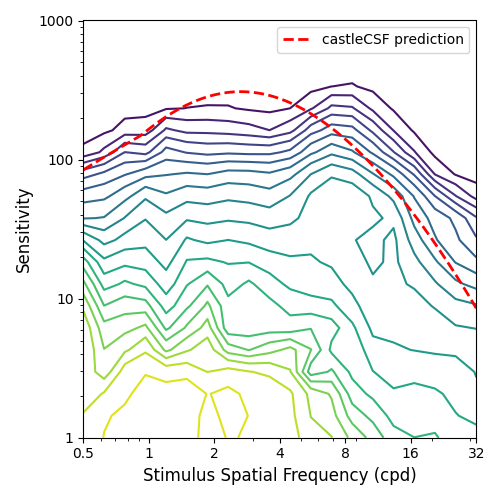 1000
castleCSF prediction
100
Sensitivity
10
1
0.5 1 2 4 8 16 32
Stimulus Spatial Frequency (cpd)